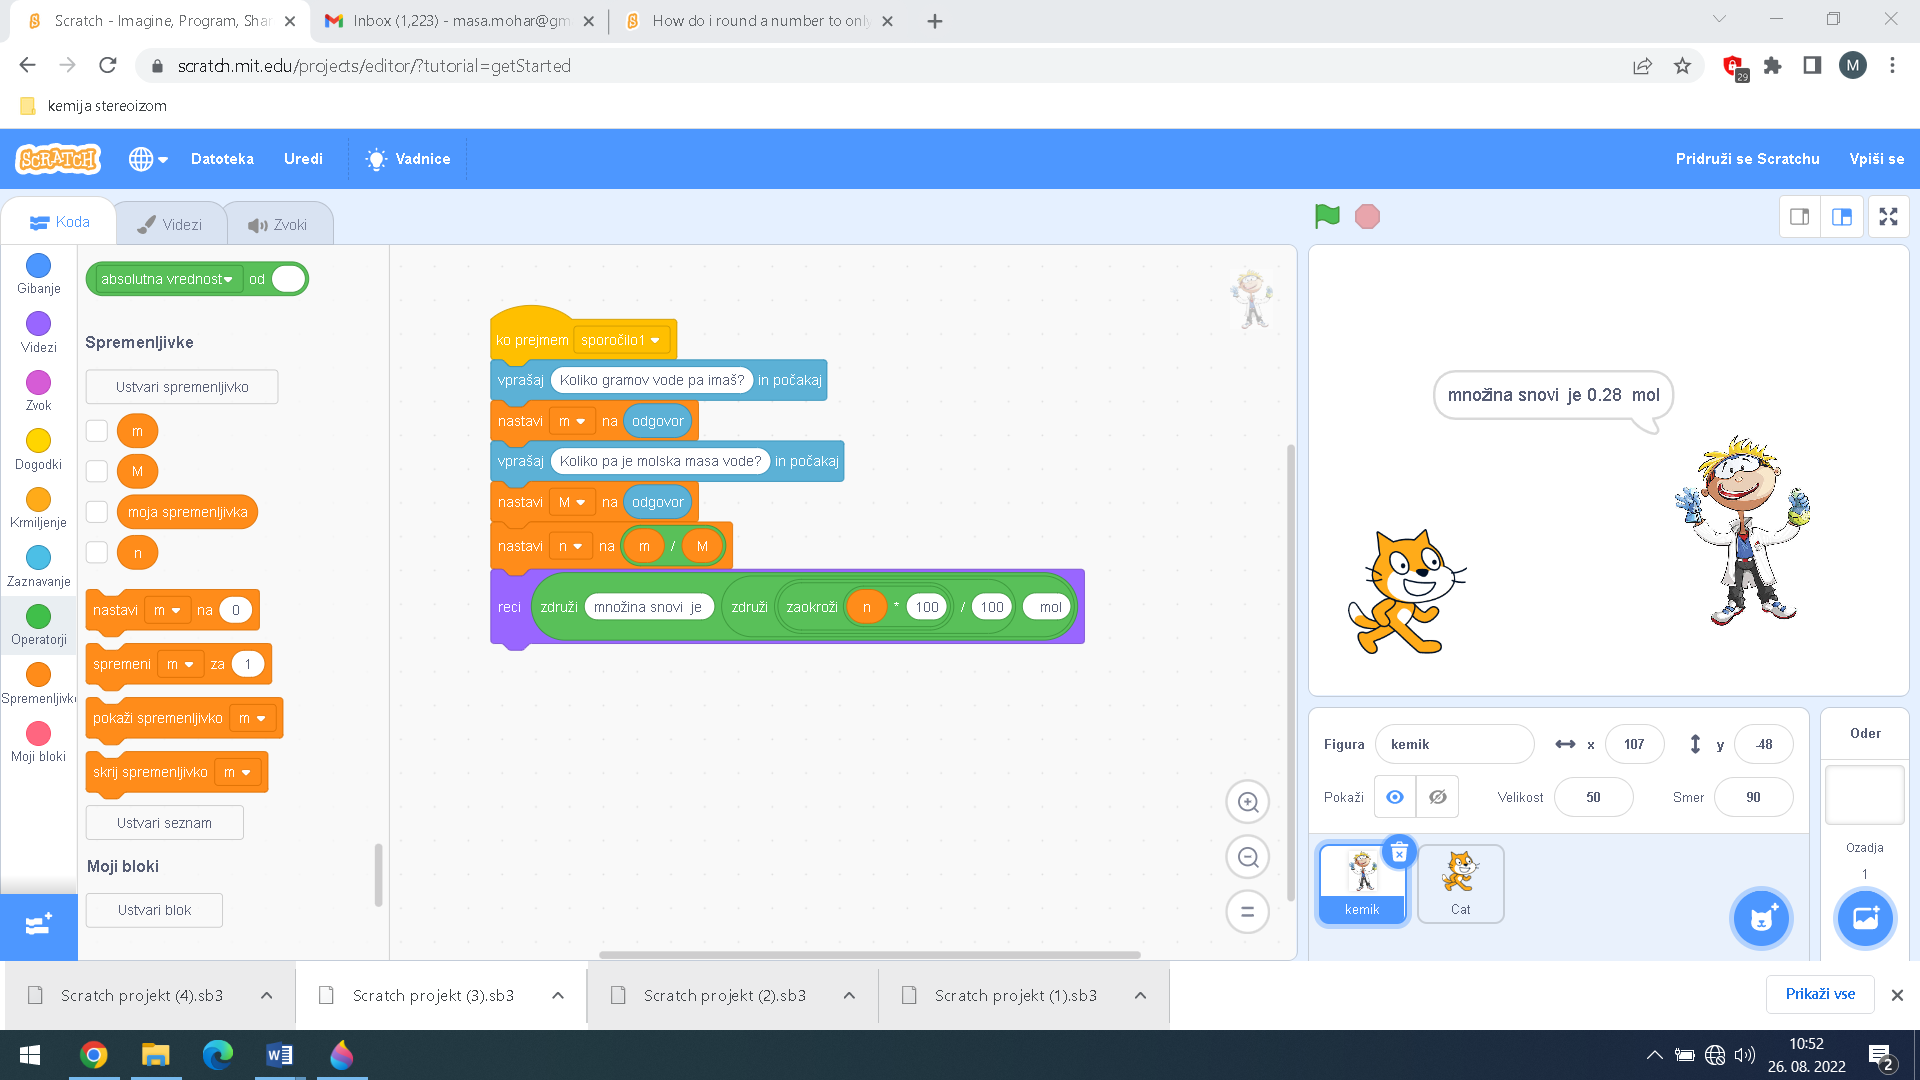 Scratch - Imagine, Program, Shar
Inbox (1,223) - masa.mohar@gm
How do i round a number to only
scratch.mit.edu/projects/editor/?tutorial=getStarted
29
M
kemija stereoizom
SCRATCH
Datoteka
Uredi
Vadnice
Pridruži se Scratchu
Vpiši se
Koda
Videzi
Zvoki
Gibanje
Videzi
Zvok
Dogodki
Krmiljenje
Zaznavanje
Operatorji
Spremenljivke
Moji bloki
absolutna vrednost od
Spremenljivke
Ustvari spremenljivko
m
M
moja spremenljivka
n
nastavi m na 0
spremeni m za 1
pokaži spremenljivko m
skrij spremenljivko m
Ustvari seznam
Moji bloki
Ustvari blok
ko prejmem sporočilo1
vprašaj Koliko gramov vode pa imaš? in počakaj
nastavi m na odgovor
vprašaj Koliko pa je molska masa vode? in počakaj
nastavi M na odgovor
nastavi n na m / M
reci združi množina snovi je združi zaokroži n * 100 / 100 mol
množina snovi je 0.28 mol
Figura kemik x 107 y -48
Pokaži Velikost 50 Smer 90
kemik
Cat
Oder
Ozadja
1
Scratch projekt (4).sb3
Scratch projekt (3).sb3
Scratch projekt (2).sb3
Scratch projekt (1).sb3
Prikaži vse
10:52
26. 08. 2022
2